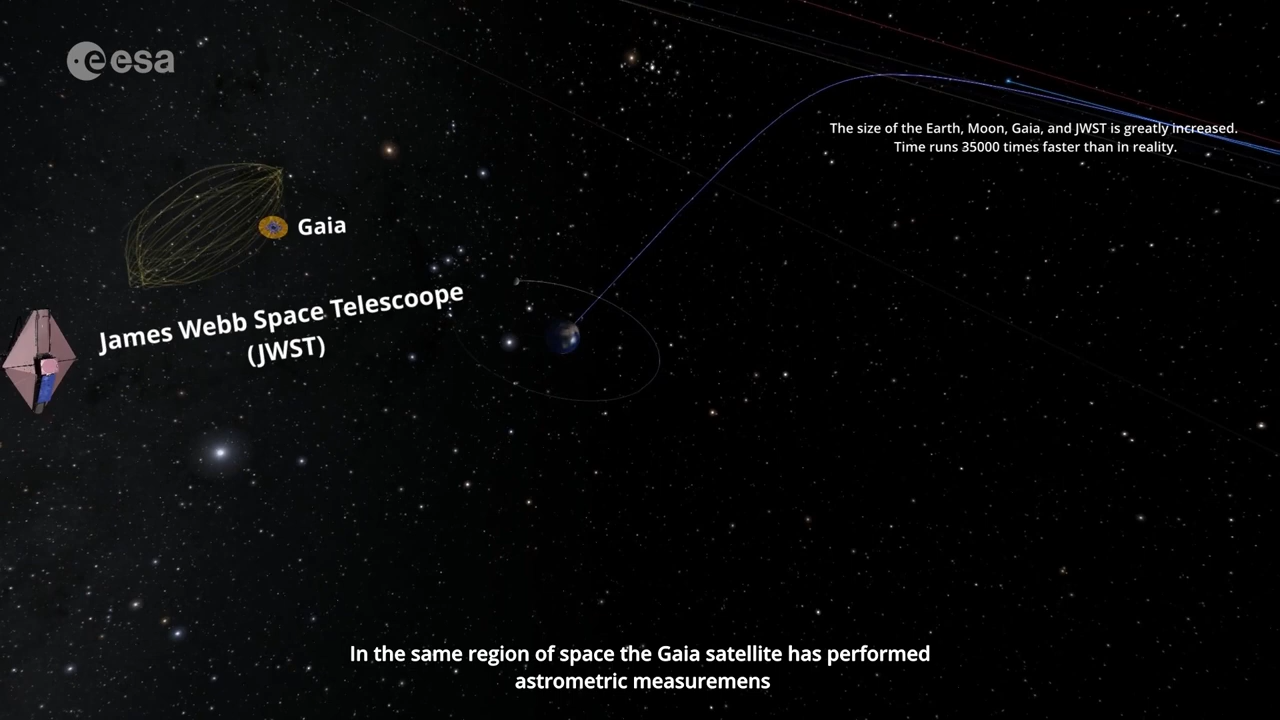 esa
The size of the Earth, Moon, Gaia, and JWST is greatly increased.
Time runs 35000 times faster than in reality.
Gaia
James Webb Space Telescoope
(JWST)
In the same region of space the Gaia satellite has performed
astrometric measuremens